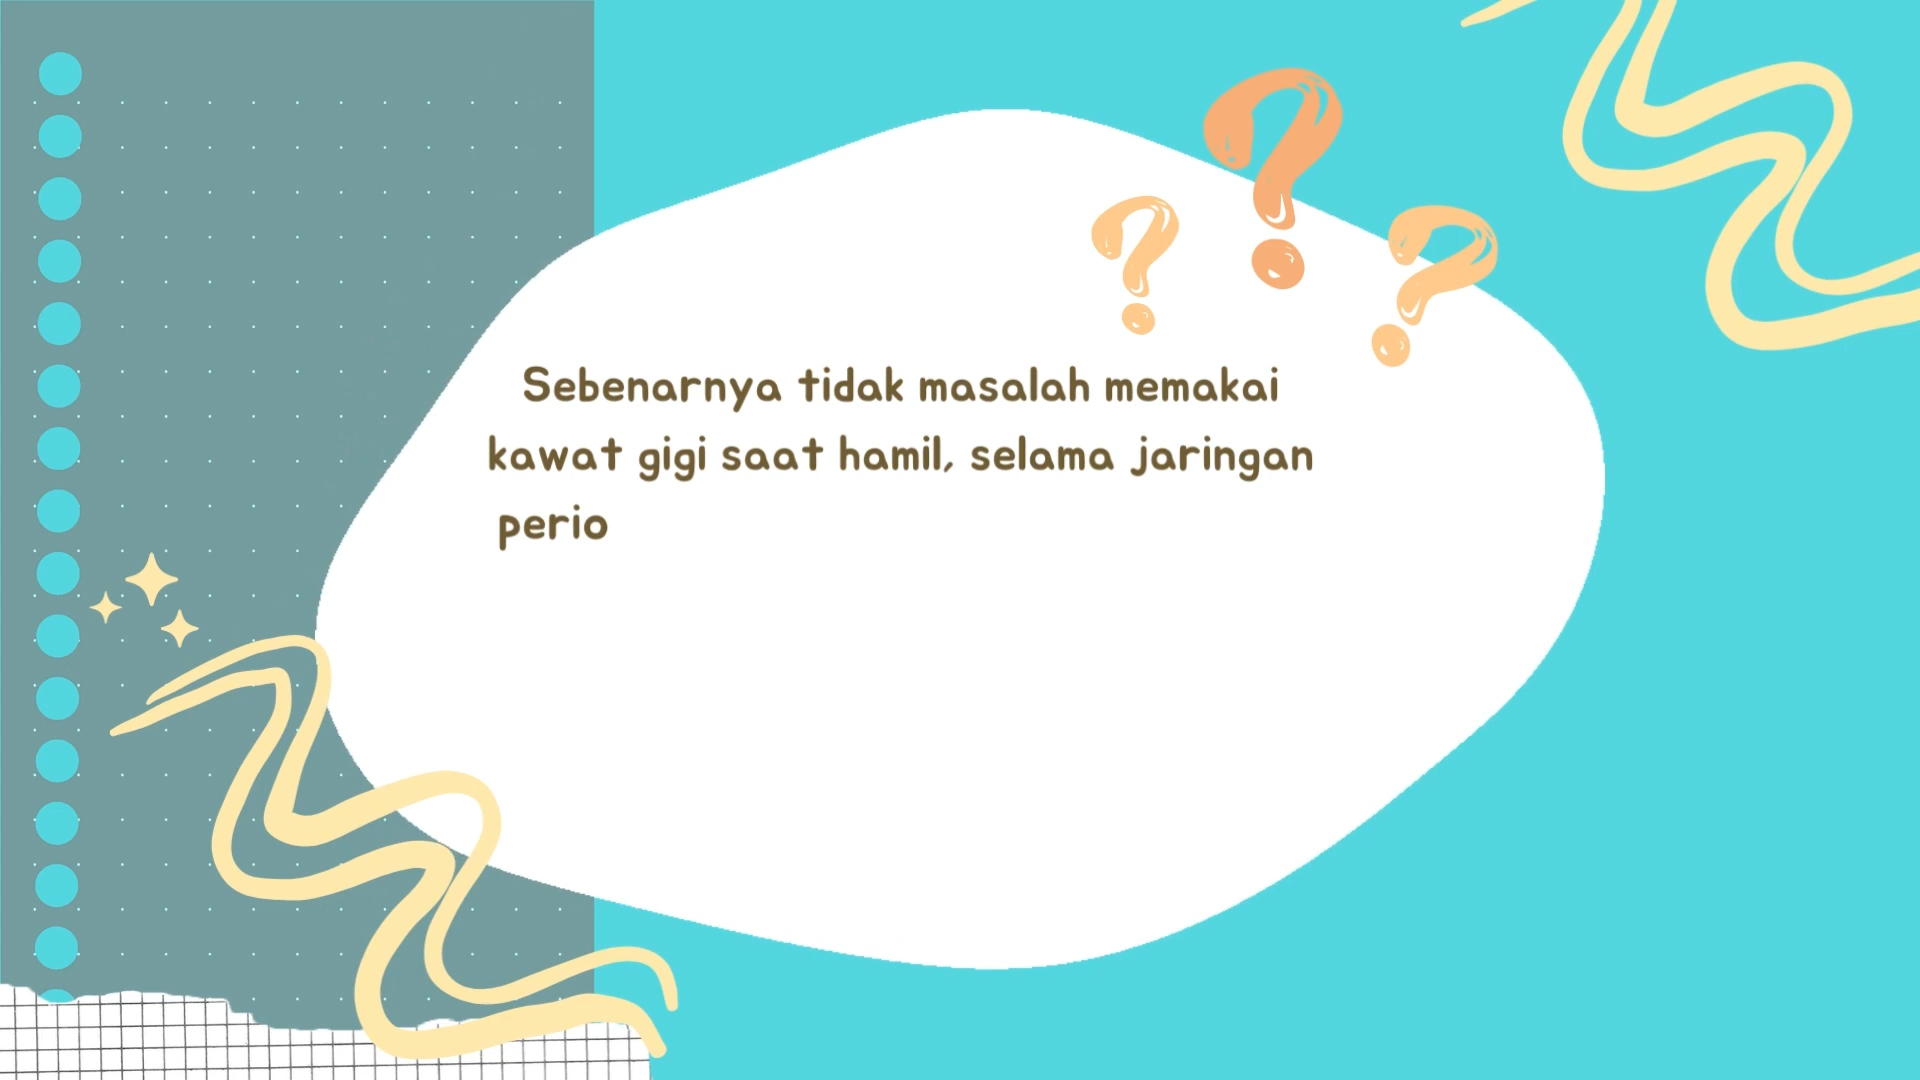 Sebenarnya tidak masalah memakai
kawat gigi saat hamil, selama jaringan
perio